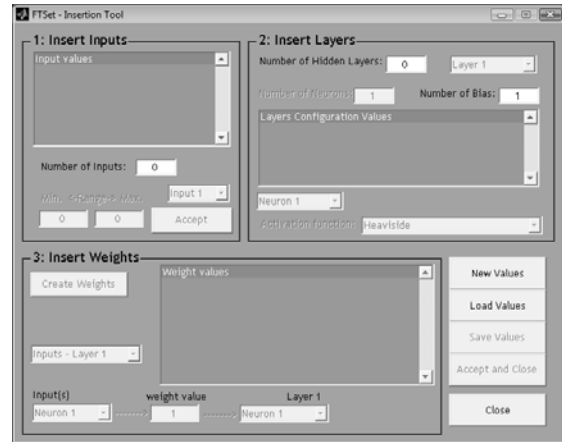 FTSet - Insertion Tool
1: Insert Inputs
Input values
Number of Inputs: 0
Min. <-Range-> Max. Input 1
0 0 Accept
2: Insert Layers
Number of Hidden Layers: 0 Layer 1
Number of Neurons: 1 Number of Bias: 1
Layers Configuration Values
Neuron 1
Activation function: Heaviside
3: Insert Weights
Create Weights
Weight values
Inputs - Layer 1
Input(s) weight value Layer 1
Neuron 1 ------> 1 ------> Neuron 1
New Values
Load Values
Save Values
Accept and Close
Close